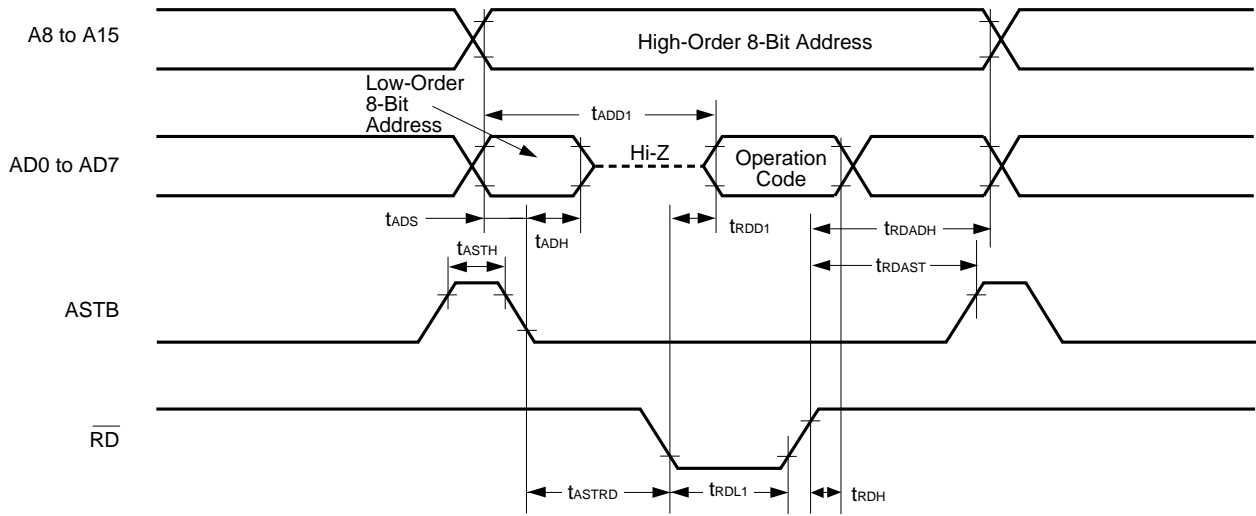 A8 to A15
High-Order 8-Bit Address
Low-Order
8-Bit
Address
tADD1
AD0 to AD7
Hi-Z
Operation
Code
tADS
tADH
tRDD1
tRDADH
tASTH
tRDAST
ASTB
RD
tASTRD
tRDL1
tRDH